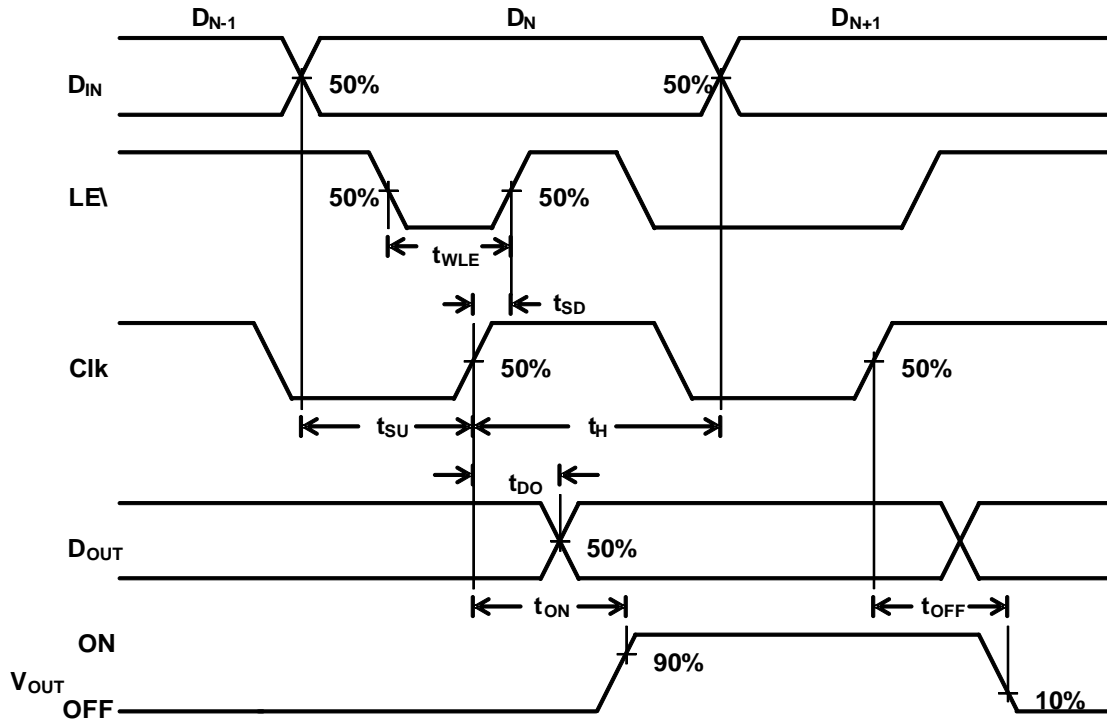 DN-1 DN DN+1
DIN 50% 50%
LE\ 50% 50%
tWLE
tSD
Clk 50% 50%
tSU tH
tDO
DOUT 50%
tON tOFF
ON
90%
VOUT
10%
OFF